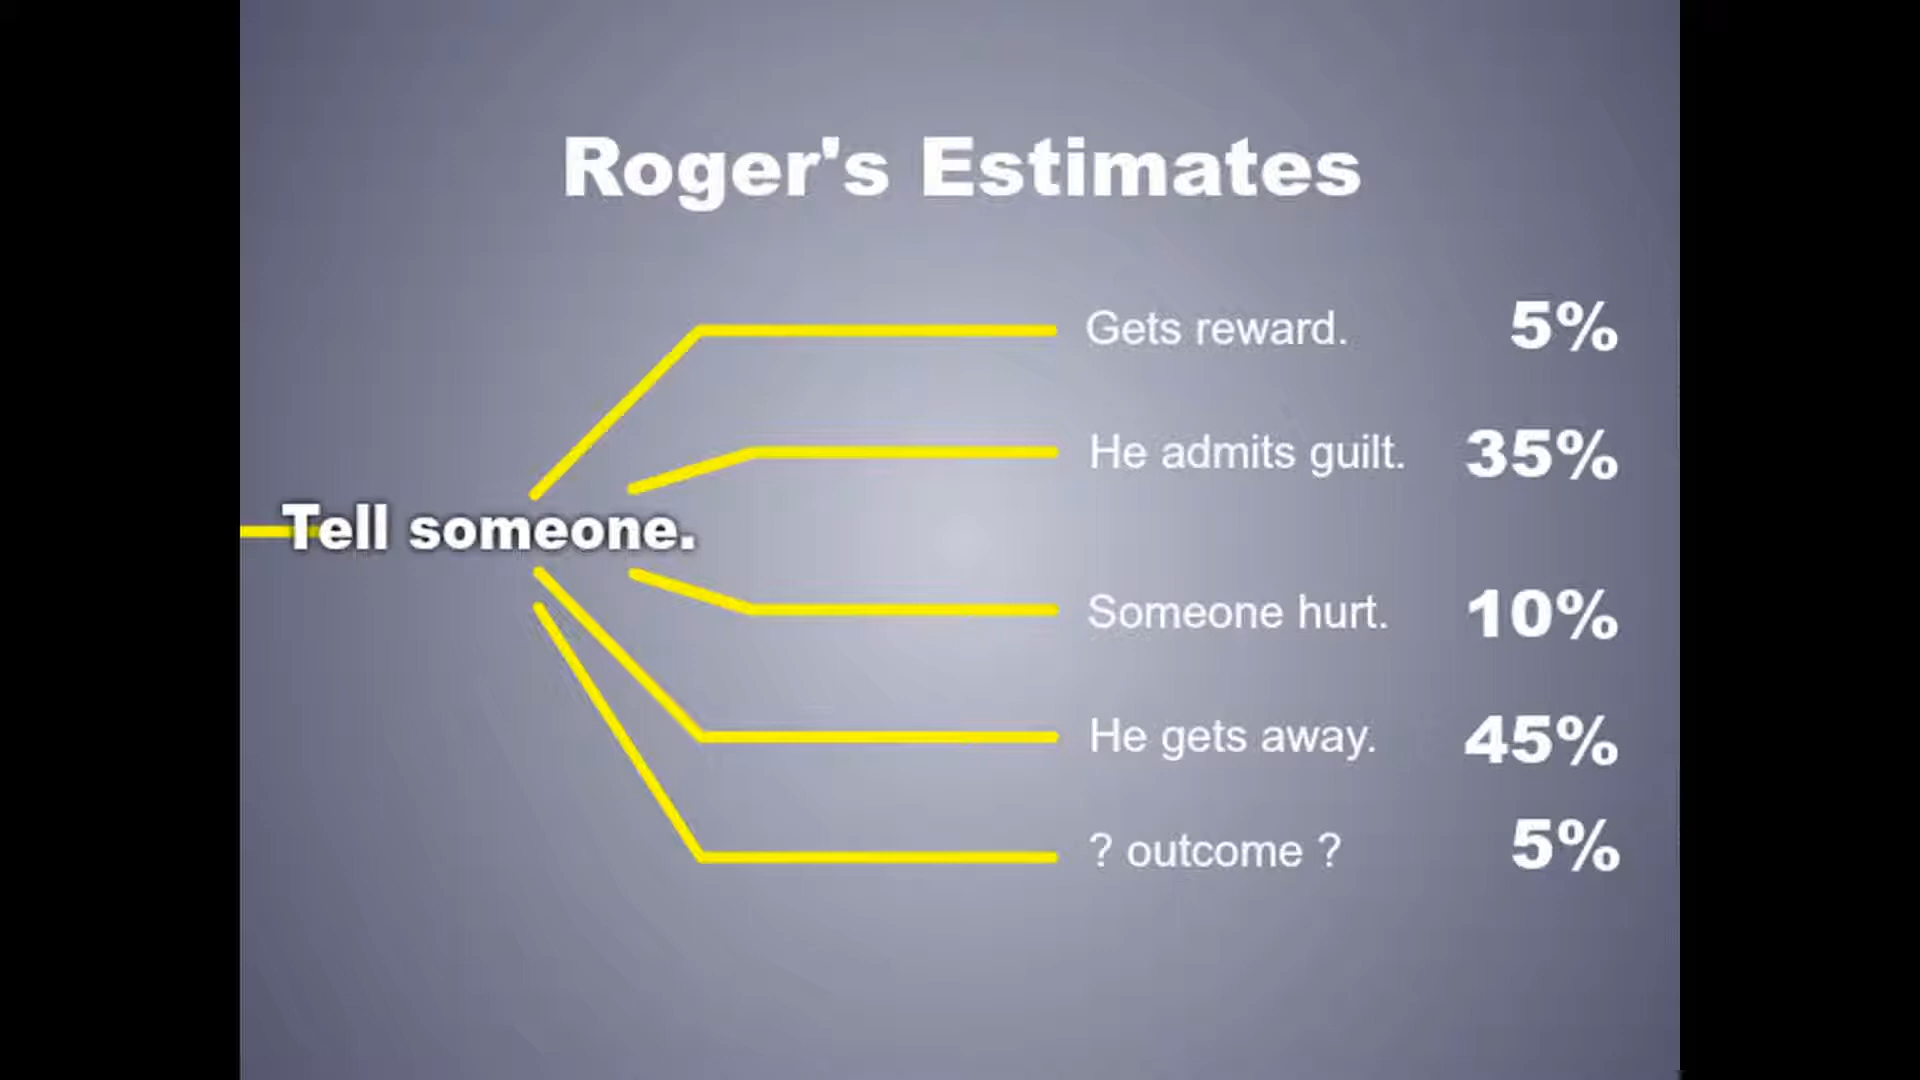 Roger's Estimates
Gets reward. 5%
He admits guilt. 35%
Tell someone.
Someone hurt. 10%
He gets away. 45%
? outcome ? 5%